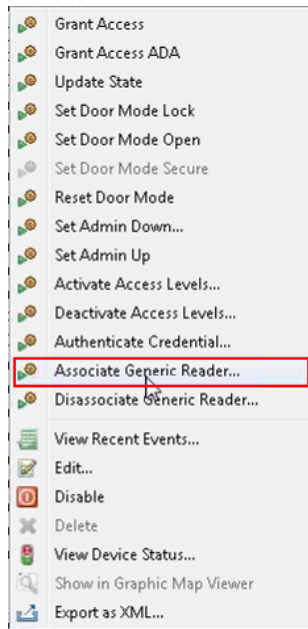 Grant Access
Grant Access ADA
Update State
Set Door Mode Lock
Set Door Mode Open
Set Door Mode Secure
Reset Door Mode
Set Admin Down...
Set Admin Up
Activate Access Levels...
Deactivate Access Levels...
Authenticate Credential...
Associate Generic Reader...
Disassociate Generic Reader...
View Recent Events...
Edit...
Disable
Delete
View Device Status...
Show in Graphic Map Viewer
Export as XML...